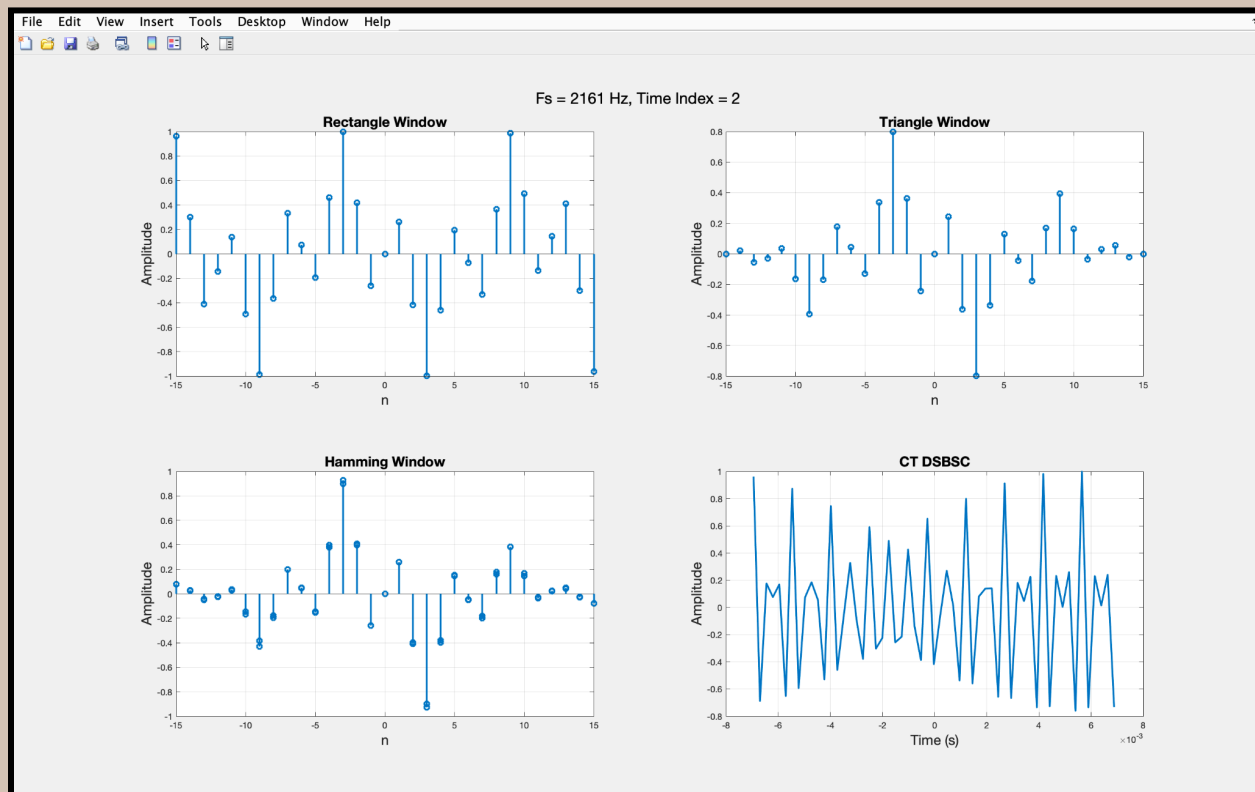 File Edit View Insert Tools Desktop Window Help
Fs = 2161 Hz, Time Index = 2
Rectangle Window
1
0.8
0.6
0.4
0.2
0
-0.2
-0.4
-0.6
-0.8
-1
Amplitude
-15 -10 -5 0 5 10 15
n
Triangle Window
0.8
0.6
0.4
0.2
0
-0.2
-0.4
-0.6
-0.8
Amplitude
-15 -10 -5 0 5 10 15
n
Hamming Window
1
0.8
0.6
0.4
0.2
0
-0.2
-0.4
-0.6
-0.8
-1
Amplitude
-15 -10 -5 0 5 10 15
n
CT DSBSC
1
0.8
0.6
0.4
0.2
0
-0.2
-0.4
-0.6
-0.8
Amplitude
-8 -6 -4 -2 0 2 4 6 8
Time (s)
×10⁻³